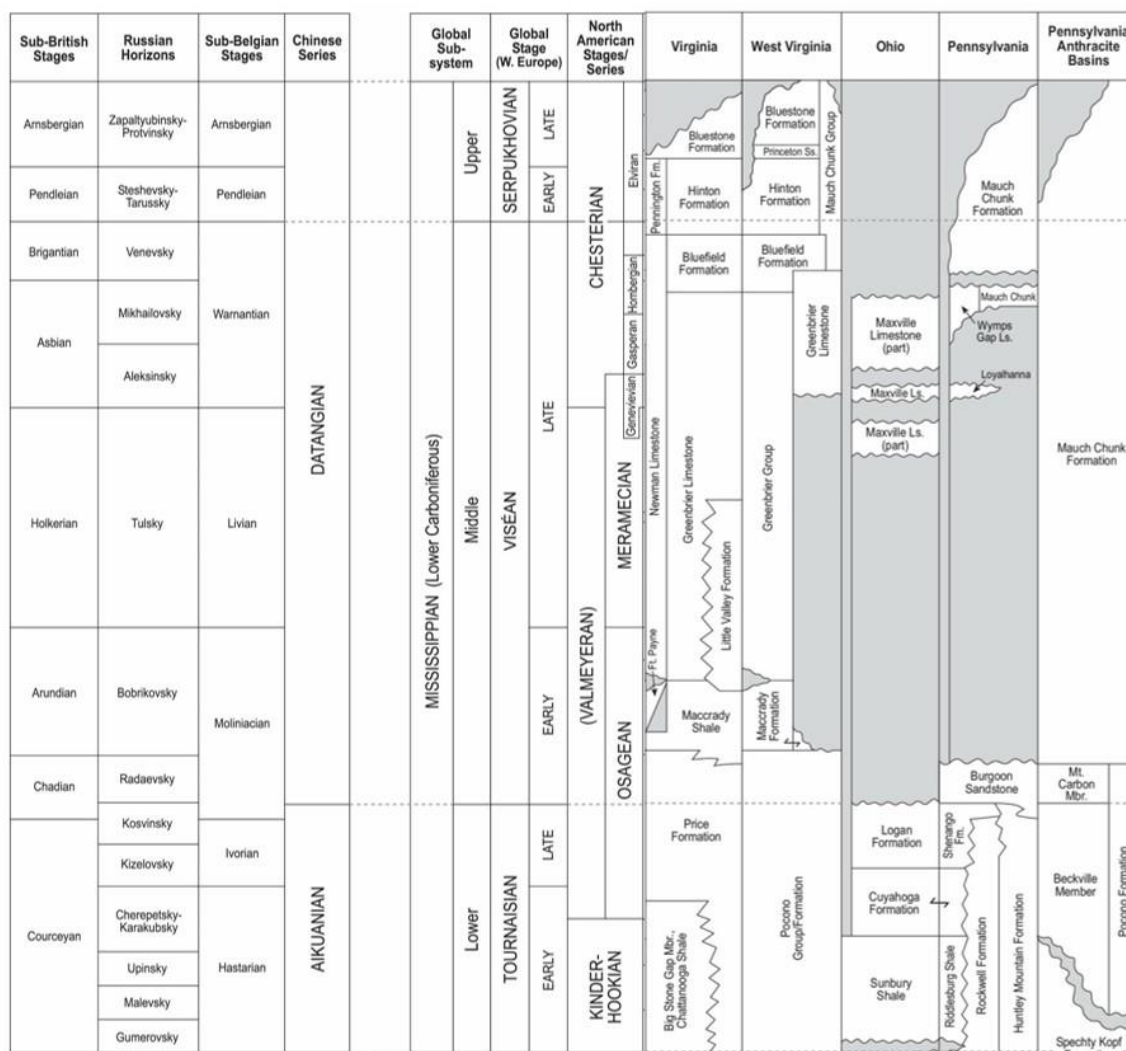 Sub-British
Stages
Russian
Horizons
Sub-Belgian
Stages
Chinese
Series
Global
Sub-
system
Global
Stage
(W. Europe)
North
American
Stages/
Series
Virginia
West Virginia
Ohio
Pennsylvania
Pennsylvania
Anthracite
Basins
Arnsbergian
Pendleian
Brigantian
Asbian
Holkerian
Arundian
Chadian
Courceyan
Zapaltyubinsky-
Protvinsky
Steshevsky-
Tarussky
Venevsky
Mikhailovsky
Aleksinsky
Tulsky
Bobrikovsky
Radaevsky
Kosvinsky
Kizelovsky
Cherepetsky-
Karakubsky
Upinsky
Malevsky
Gumerovsky
Arnsbergian
Pendleian
Warnantian
Livian
Moliniacian
Ivorian
Hastarian
DATANGIAN
AIKUANIAN
MISSISSIPPIAN (Lower Carboniferous)
Upper
Middle
Lower
SERPUKHOVIAN
VISÉAN
TOURNAISIAN
LATE
EARLY
LATE
EARLY
LATE
EARLY
CHESTERIAN
(VALMEYERAN)
KINDER-
HOOKIAN
MERAMECIAN
OSAGEAN
Elviran
Hombergian
Gasperan
Genevievian
Bluestone
Formation
Pennington Fm.
Hinton
Formation
Bluefield
Formation
Newman Limestone
Greenbrier Limestone
Little Valley Formation
Ft. Payne
Maccrady
Shale
Price
Formation
Big Stone Gap Mbr.,
Chattanooga Shale
Bluestone
Formation
Princeton Ss.
Hinton
Formation
Mauch Chunk Group
Bluefield
Formation
Greenbrier
Limestone
Greenbrier Group
Maccrady
Formation
Pocono
Group/Formation
Maxville
Limestone
(part)
Maxville Ls.
Maxville Ls.
(part)
Logan
Formation
Cuyahoga
Formation
Sunbury
Shale
Mauch
Chunk
Formation
Mauch Chunk
Wymps
Gap Ls.
Loyalhanna
Burgoon
Sandstone
Shenango
Fm.
Riddlesburg Shale
Rockwell Formation
Huntley Mountain Formation
Mauch Chunk
Formation
Mt.
Carbon
Mbr.
Beckville
Member
Pocono Formation
Spechty Kopf